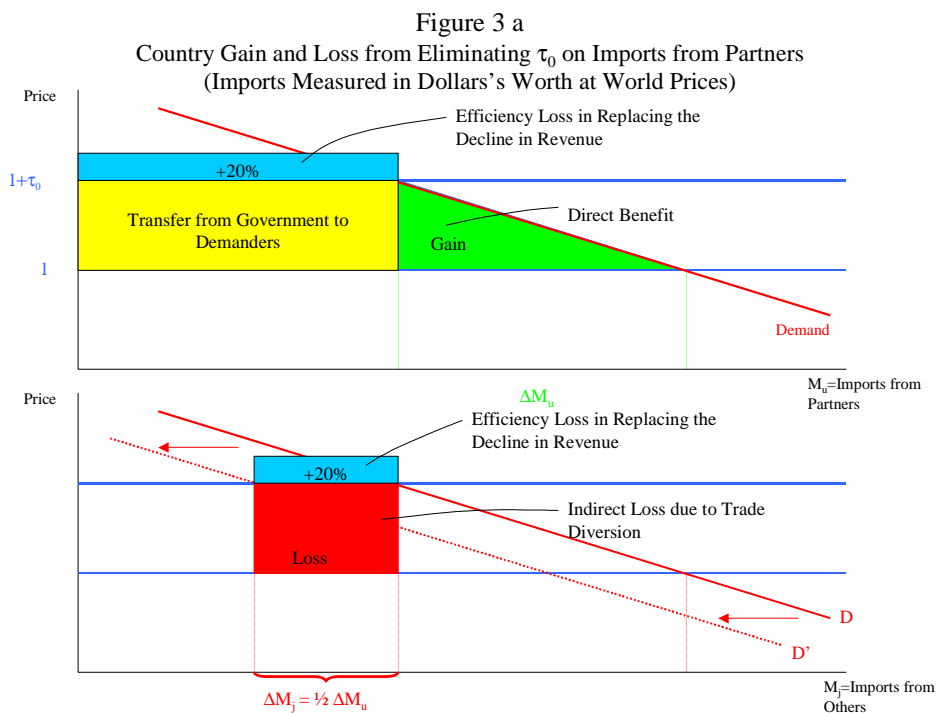 Figure 3 a
Country Gain and Loss from Eliminating τ0 on Imports from Partners
(Imports Measured in Dollars's Worth at World Prices)
Price
Efficiency Loss in Replacing the
Decline in Revenue
+20%
1+τ0
Transfer from Government to
Demanders
Direct Benefit
Gain
1
Demand
Mu=Imports from
Partners
Price
ΔMu
Efficiency Loss in Replacing the
Decline in Revenue
+20%
Indirect Loss due to Trade
Diversion
Loss
D
D’
ΔMj = ½ ΔMu
Mj=Imports from
Others